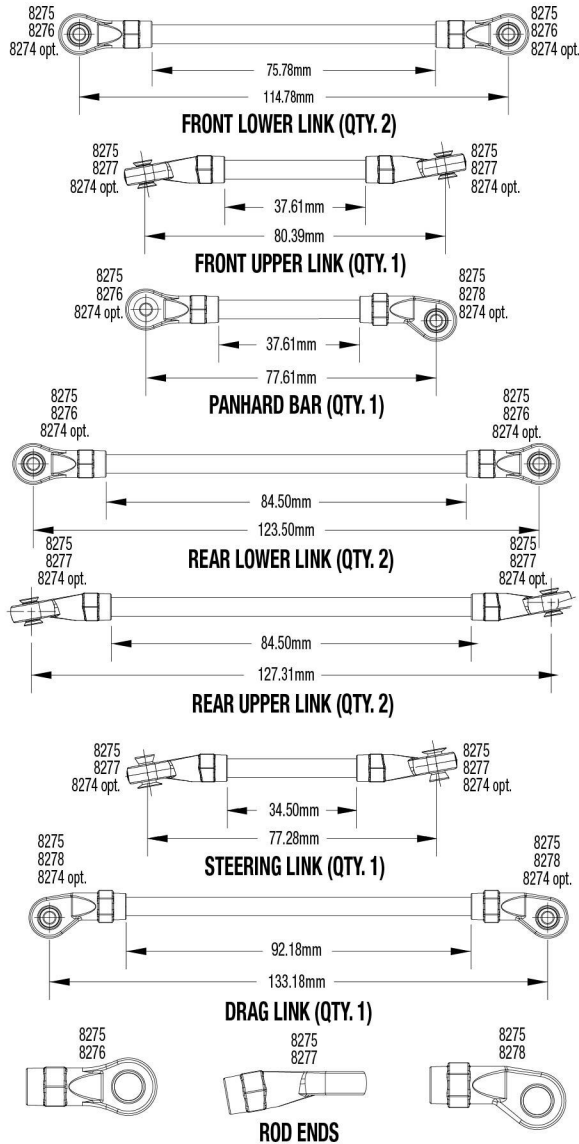 8275
8276
8274 opt.
8275
8276
8274 opt.
75.78mm
114.78mm
FRONT LOWER LINK (QTY. 2)
8275
8277
8274 opt.
8275
8277
8274 opt.
37.61mm
80.39mm
FRONT UPPER LINK (QTY. 1)
8275
8276
8274 opt.
8275
8278
8274 opt.
37.61mm
77.61mm
PANHARD BAR (QTY. 1)
8275
8276
8274 opt.
8275
8276
8274 opt.
84.50mm
123.50mm
REAR LOWER LINK (QTY. 2)
8275
8277
8274 opt.
8275
8277
8274 opt.
84.50mm
127.31mm
REAR UPPER LINK (QTY. 2)
8275
8277
8274 opt.
8275
8277
8274 opt.
34.50mm
77.28mm
STEERING LINK (QTY. 1)
8275
8278
8274 opt.
8275
8278
8274 opt.
92.18mm
133.18mm
DRAG LINK (QTY. 1)
8275
8276
8275
8277
8275
8278
ROD ENDS